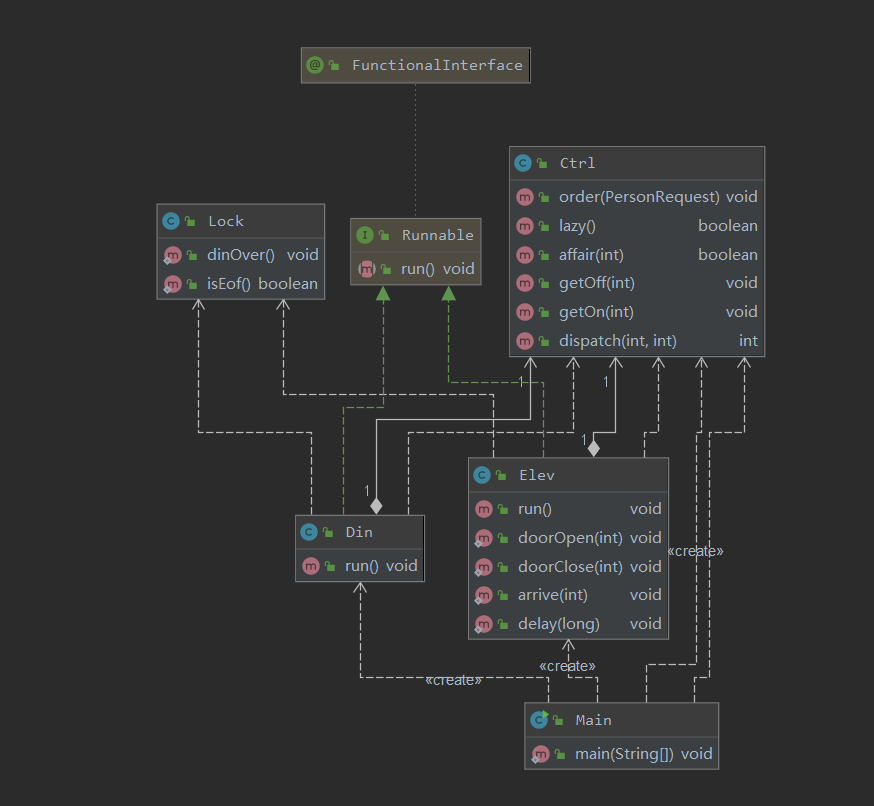 @ FunctionalInterface
C Ctrl
m order(PersonRequest) void
m lazy() boolean
m affair(int) boolean
m getOff(int) void
m getOn(int) void
m dispatch(int, int) int
C Lock
m dinOver() void
m isEof() boolean
I Runnable
m run() void
1
1
1
1
C Elev
m run() void
m doorOpen(int) void
m doorClose(int) void
m arrive(int) void
m delay(long) void
C Din
m run() void
«create»
«create»
«create»
C Main
m main(String[]) void